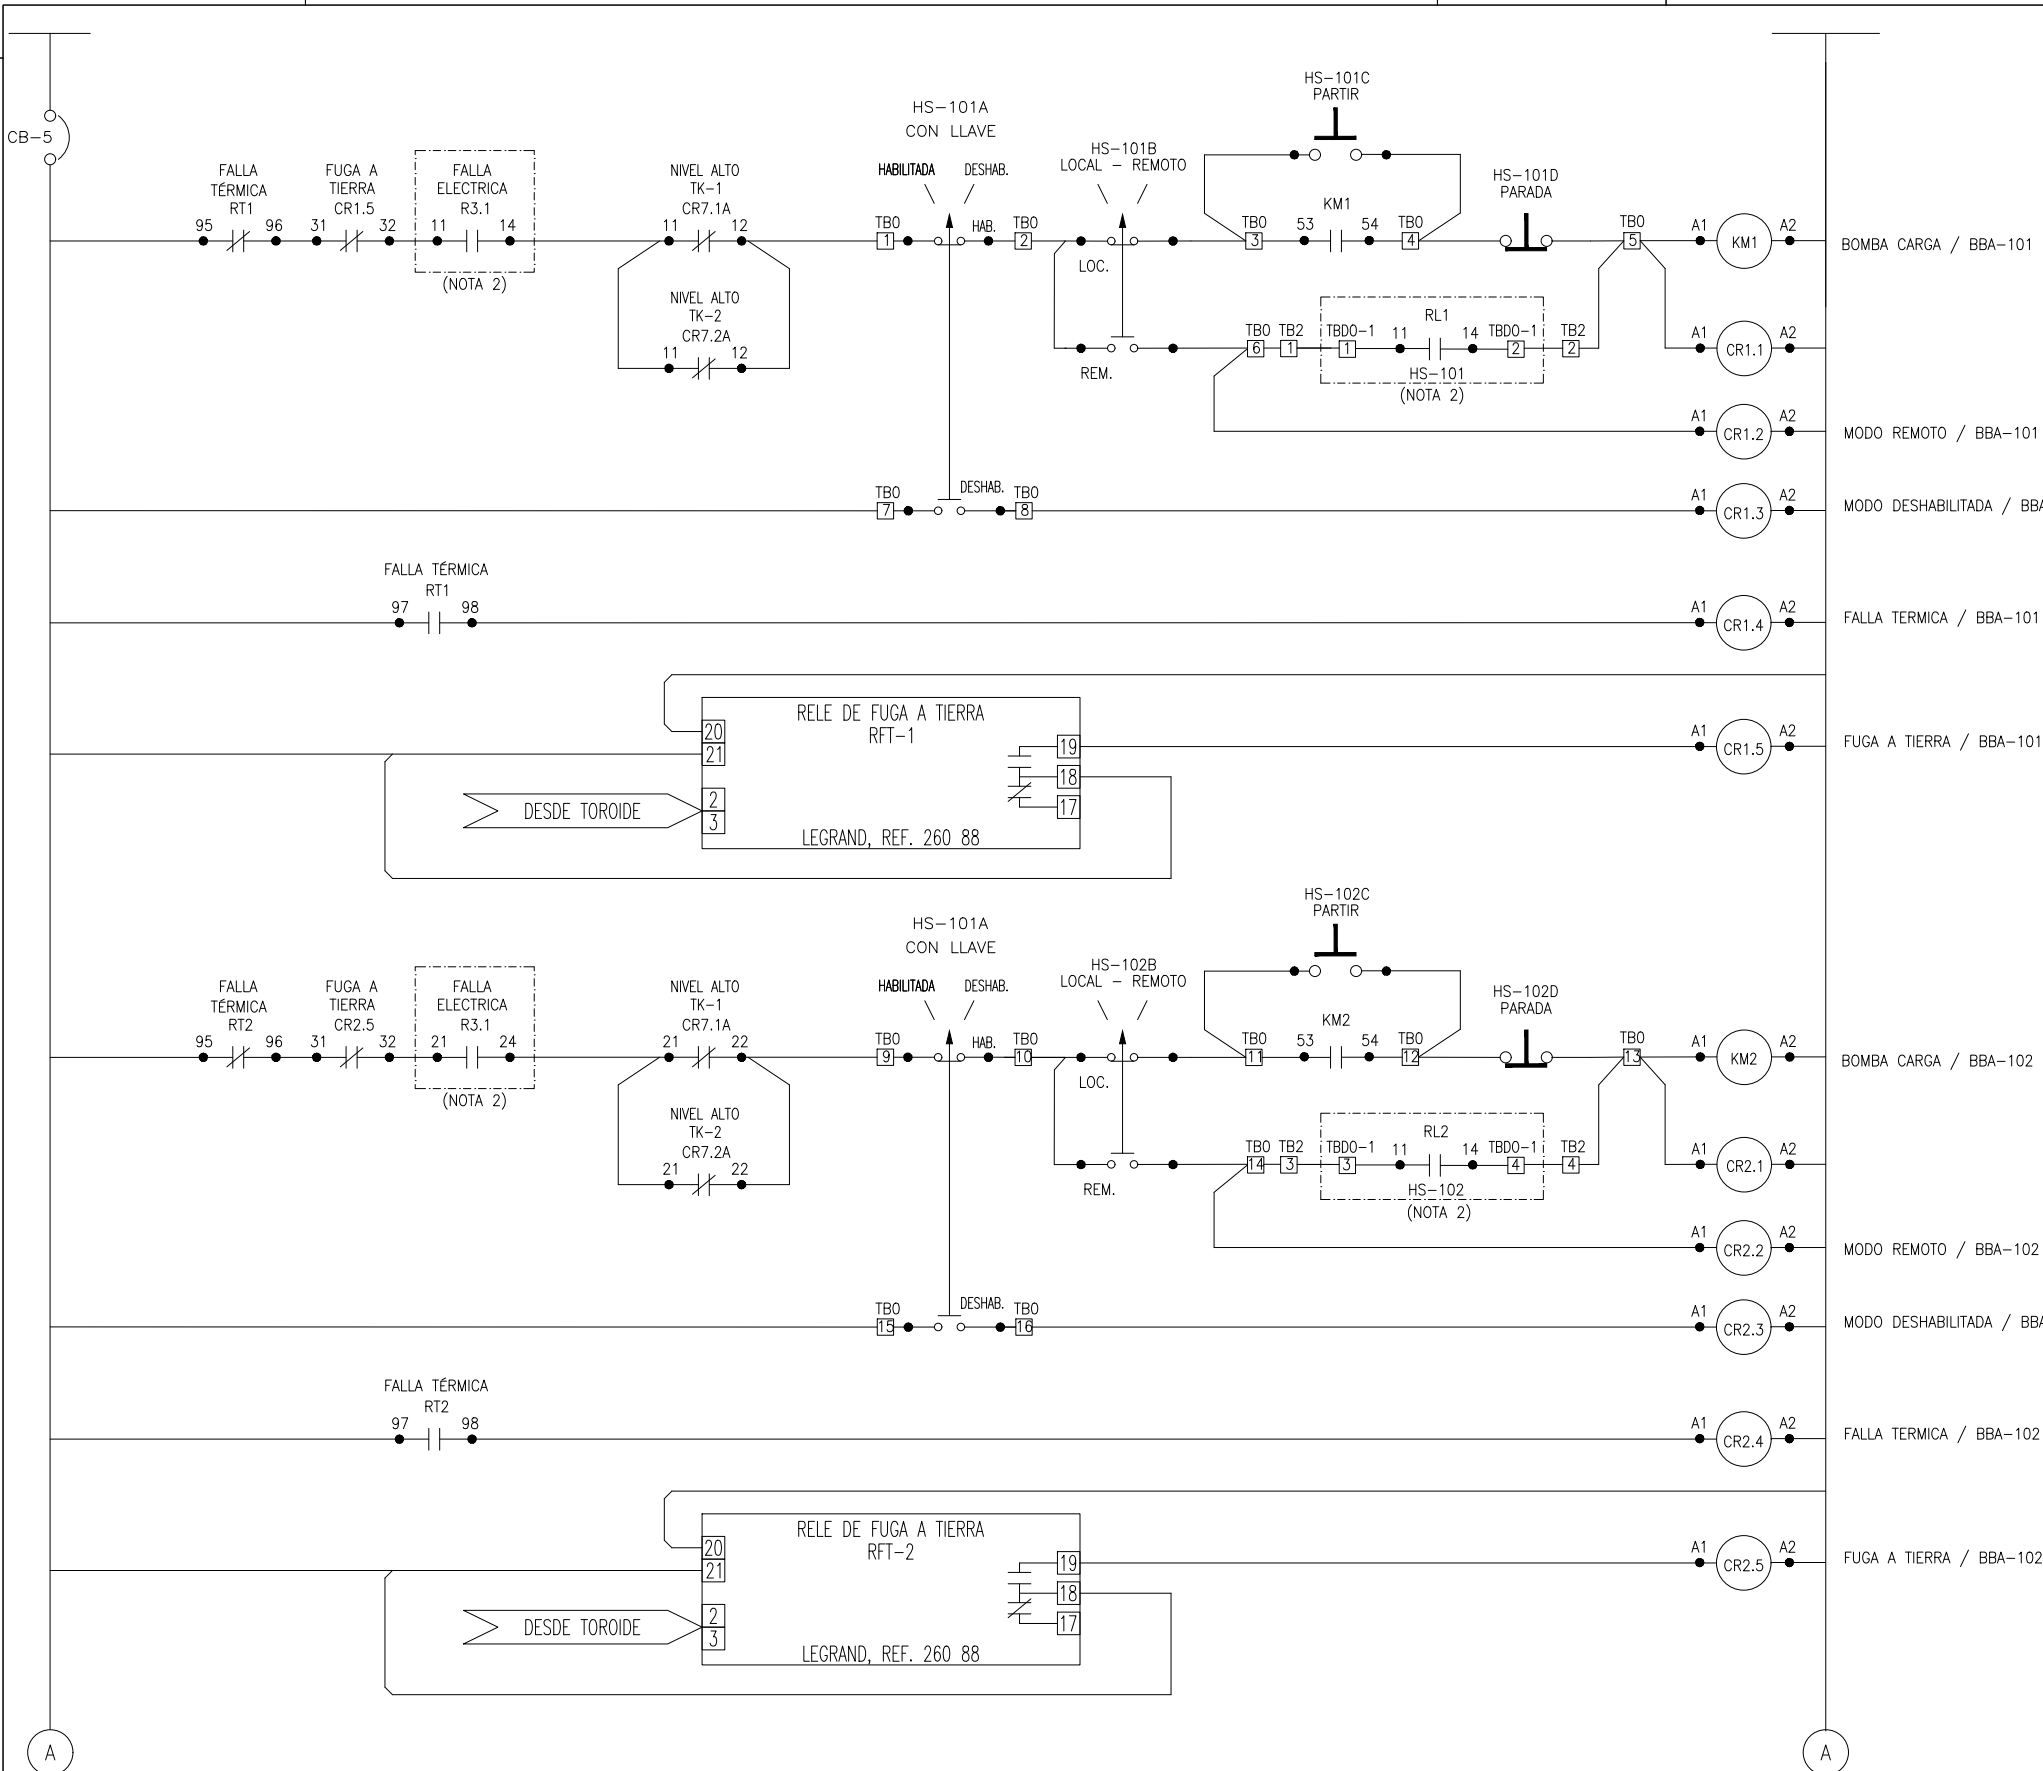 CB-5
FALLA
TÉRMICA
RT1
95
96
FUGA A
TIERRA
CR1.5
31
32
FALLA
ELECTRICA
R3.1
11
14
(NOTA 2)
NIVEL ALTO
TK-1
CR7.1A
11
12
NIVEL ALTO
TK-2
CR7.2A
11
12
HS-101A
CON LLAVE
HABILITADA
DESHAB.
TB0
1
HAB.
TB0
2
HS-101B
LOCAL - REMOTO
LOC.
REM.
HS-101C
PARTIR
TB0
3
KM1
53
54
TB0
4
HS-101D
PARADA
TB0
5
A1
KM1
A2
BOMBA CARGA / BBA-101
TB0
6
TB2
1
TBDO-1
1
RL1
11
14
TBDO-1
2
TB2
2
HS-101
(NOTA 2)
A1
CR1.1
A2
A1
CR1.2
A2
MODO REMOTO / BBA-101
TB0
7
DESHAB.
TB0
8
A1
CR1.3
A2
MODO DESHABILITADA / BBA
FALLA TÉRMICA
RT1
97
98
A1
CR1.4
A2
FALLA TERMICA / BBA-101
RELE DE FUGA A TIERRA
RFT-1
20
21
2
3
19
18
17
DESDE TOROIDE
LEGRAND, REF. 260 88
A1
CR1.5
A2
FUGA A TIERRA / BBA-101
FALLA
TÉRMICA
RT2
95
96
FUGA A
TIERRA
CR2.5
31
32
FALLA
ELECTRICA
R3.1
21
24
(NOTA 2)
NIVEL ALTO
TK-1
CR7.1A
21
22
NIVEL ALTO
TK-2
CR7.2A
21
22
HS-101A
CON LLAVE
HABILITADA
DESHAB.
TB0
9
HAB.
TB0
10
HS-102B
LOCAL - REMOTO
LOC.
REM.
HS-102C
PARTIR
TB0
11
KM2
53
54
TB0
12
HS-102D
PARADA
TB0
13
A1
KM2
A2
BOMBA CARGA / BBA-102
TB0
14
TB2
3
TBDO-1
3
RL2
11
14
TBDO-1
4
TB2
4
HS-102
(NOTA 2)
A1
CR2.1
A2
A1
CR2.2
A2
MODO REMOTO / BBA-102
TB0
15
DESHAB.
TB0
16
A1
CR2.3
A2
MODO DESHABILITADA / BBA
FALLA TÉRMICA
RT2
97
98
A1
CR2.4
A2
FALLA TERMICA / BBA-102
RELE DE FUGA A TIERRA
RFT-2
20
21
2
3
19
18
17
DESDE TOROIDE
LEGRAND, REF. 260 88
A1
CR2.5
A2
FUGA A TIERRA / BBA-102
A
A